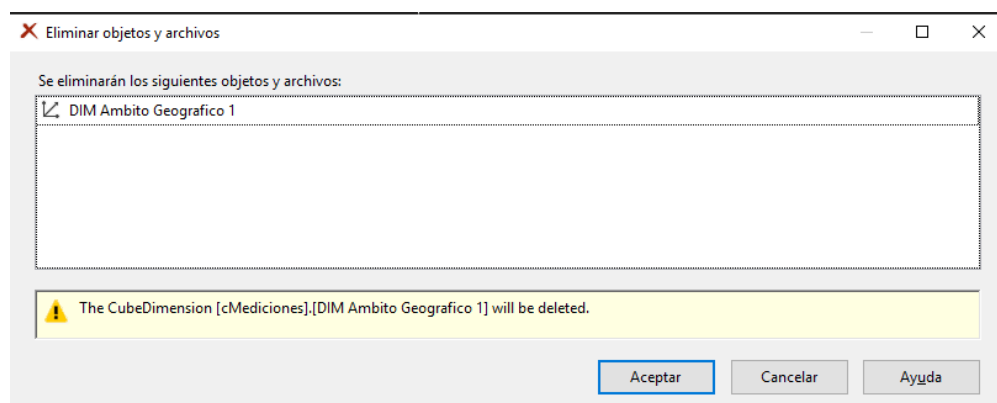 Eliminar objetos y archivos
Se eliminarán los siguientes objetos y archivos:
DIM Ambito Geografico 1
The CubeDimension [cMediciones].[DIM Ambito Geografico 1] will be deleted.
Aceptar Cancelar Ayuda